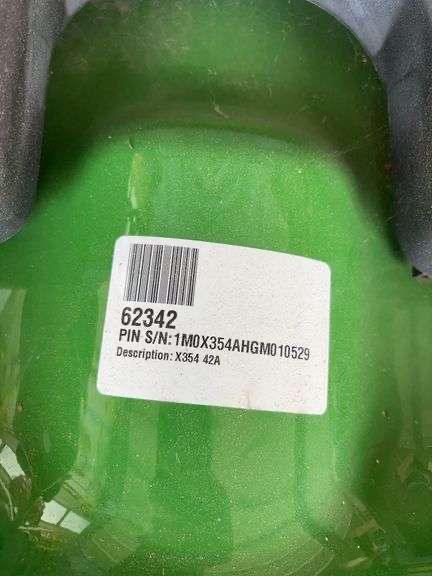 62342
PIN S/N:1M0X354AHGM010529
Description: X354 42A